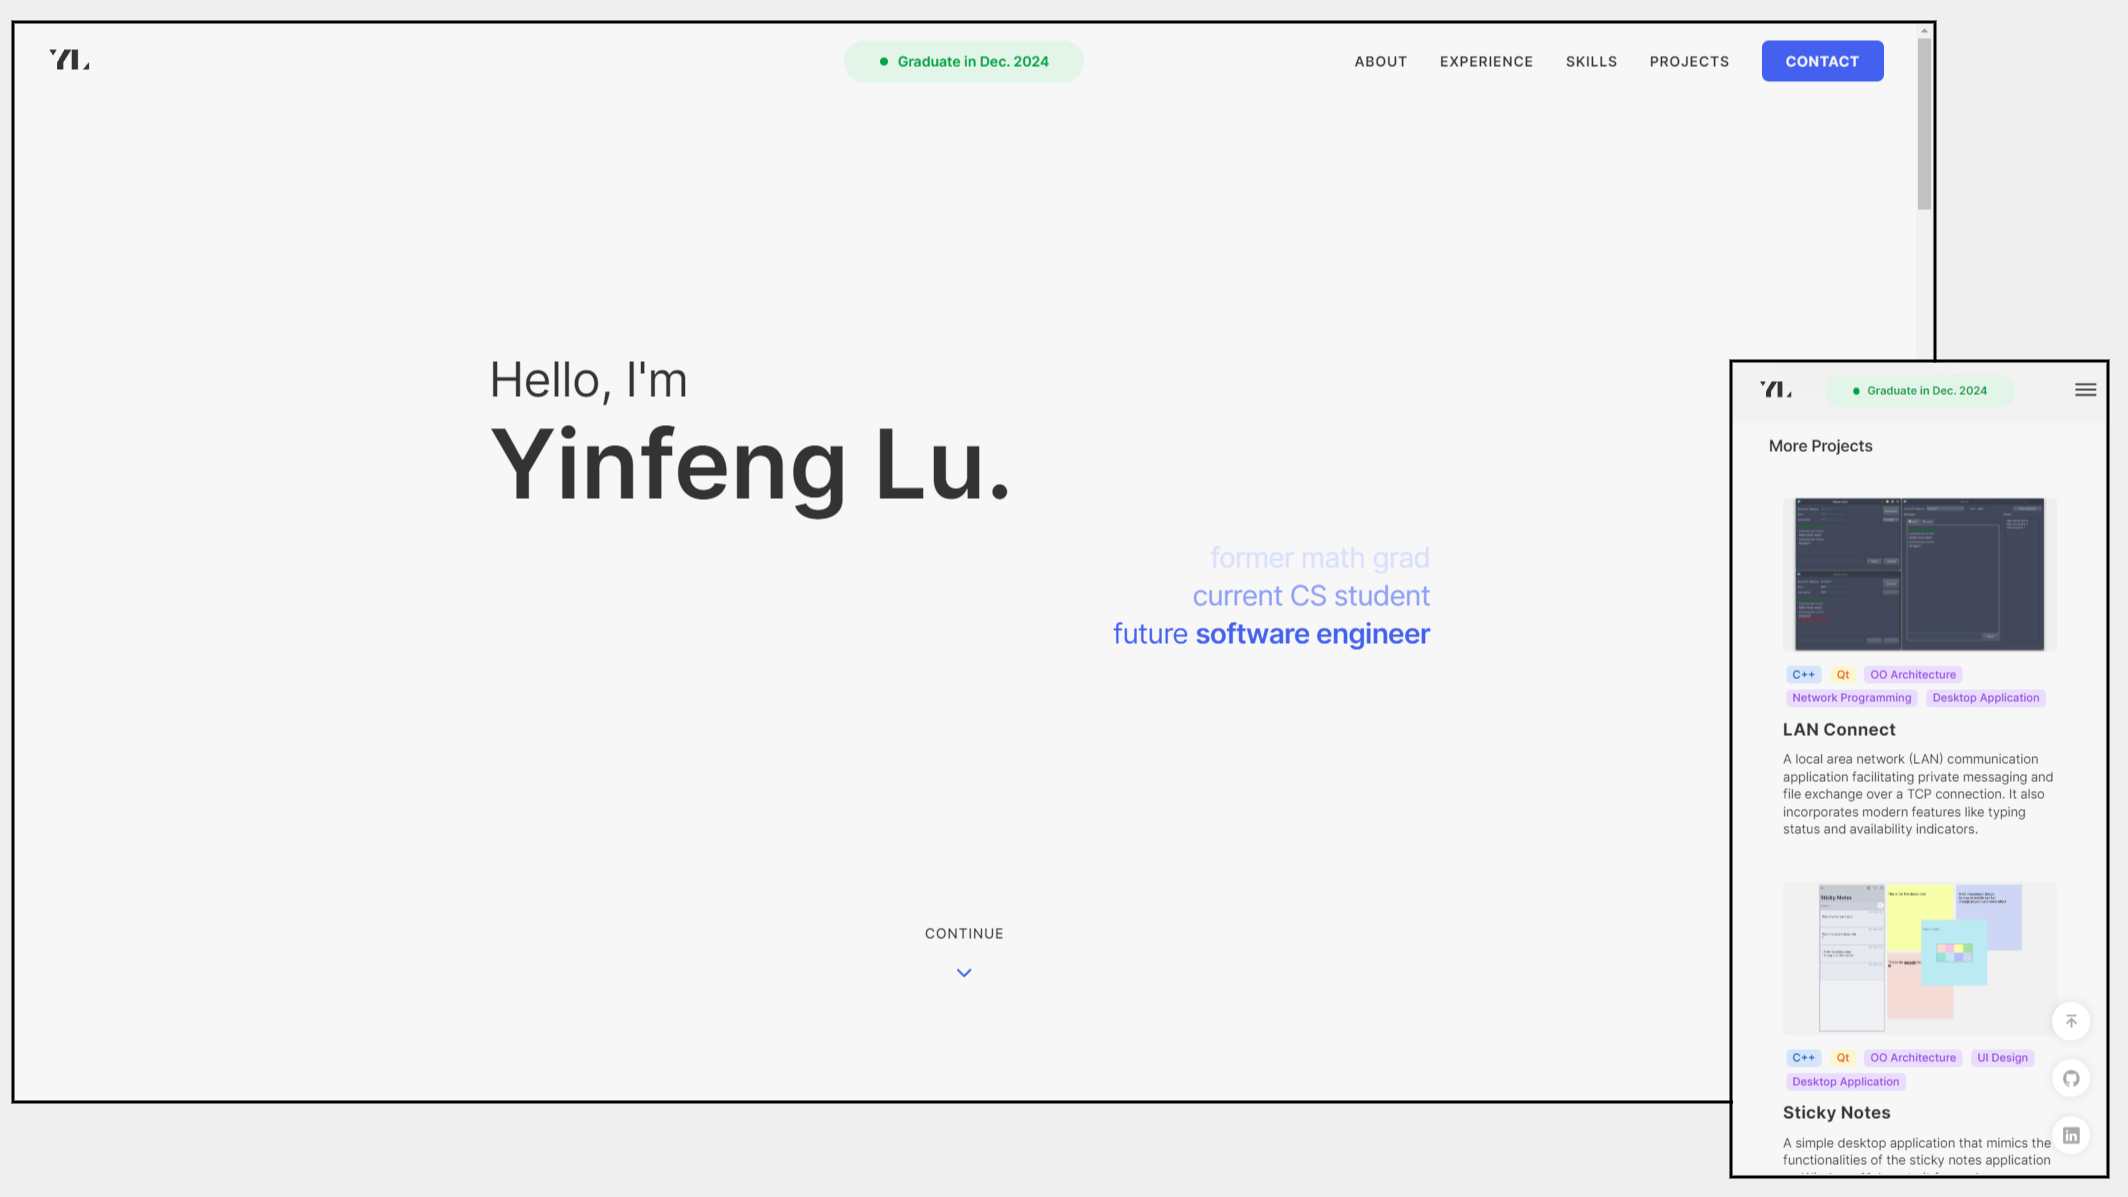 YL
Graduate in Dec. 2024
ABOUT
EXPERIENCE
SKILLS
PROJECTS
CONTACT
Hello, I'm
Yinfeng Lu.
former math grad
current CS student
future software engineer
CONTINUE
YL
Graduate in Dec. 2024
More Projects
C++ Qt OO Architecture
Network Programming Desktop Application
LAN Connect
A local area network (LAN) communication
application facilitating private messaging and
file exchange over a TCP connection. It also
incorporates modern features like typing
status and availability indicators.
Sticky Notes
C++ Qt OO Architecture UI Design
Desktop Application
Sticky Notes
A simple desktop application that mimics the
functionalities of the sticky notes application
in